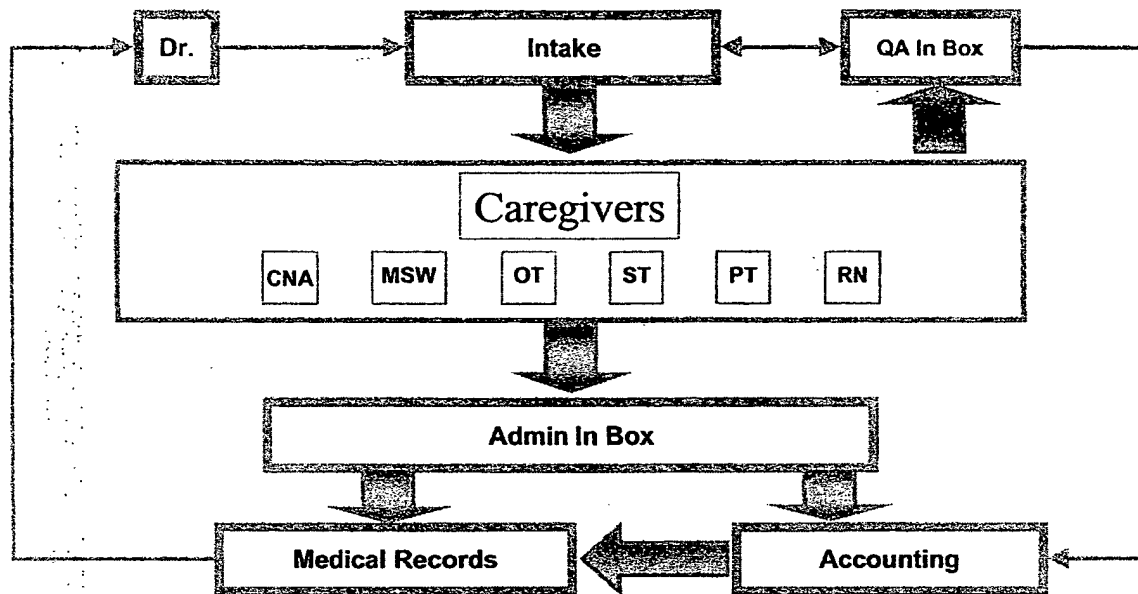 Dr.
Intake
QA In Box
Caregivers
CNA
MSW
OT
ST
PT
RN
Admin In Box
Medical Records
Accounting